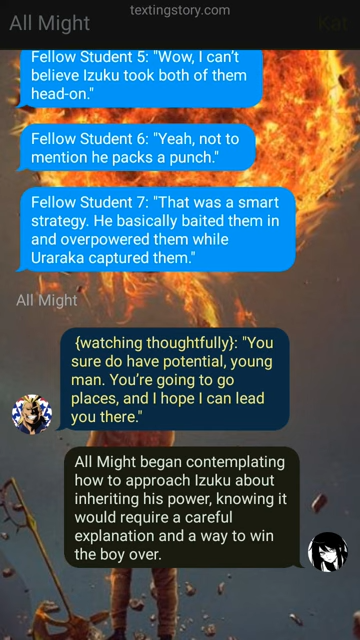 textingstory.com
All Might
Kat
Fellow Student 5: "Wow, I can't
believe Izuku took both of them
head-on."
Fellow Student 6: "Yeah, not to
mention he packs a punch."
Fellow Student 7: "That was a smart
strategy. He basically baited them in
and overpowered them while
Uraraka captured them."
All Might
{watching thoughtfully}: "You
sure do have potential, young
man. You're going to go
places, and I hope I can lead
you there."
All Might began contemplating
how to approach Izuku about
inheriting his power, knowing it
would require a careful
explanation and a way to win
the boy over.